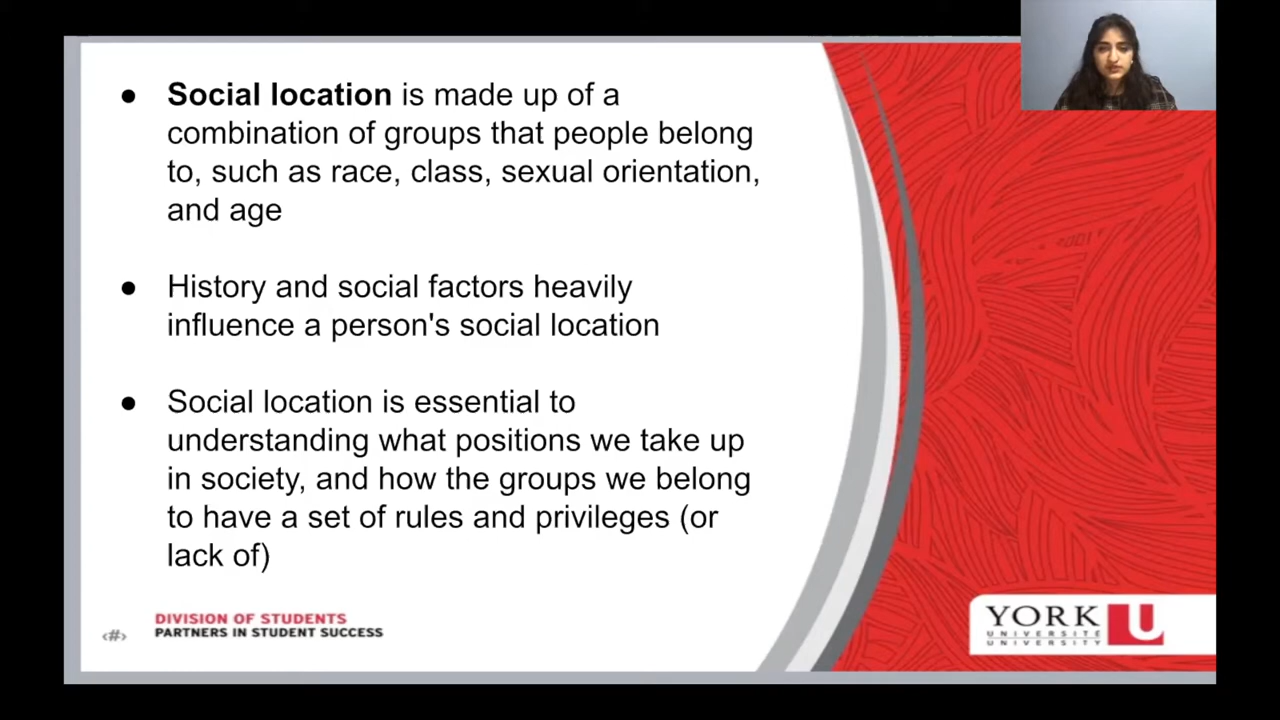 ● Social location is made up of a
combination of groups that people belong
to, such as race, class, sexual orientation,
and age
● History and social factors heavily
influence a person's social location
● Social location is essential to
understanding what positions we take up
in society, and how the groups we belong
to have a set of rules and privileges (or
lack of)
‹#›
DIVISION OF STUDENTS
PARTNERS IN STUDENT SUCCESS
YORK U
UNIVERSITÉ
UNIVERSITY